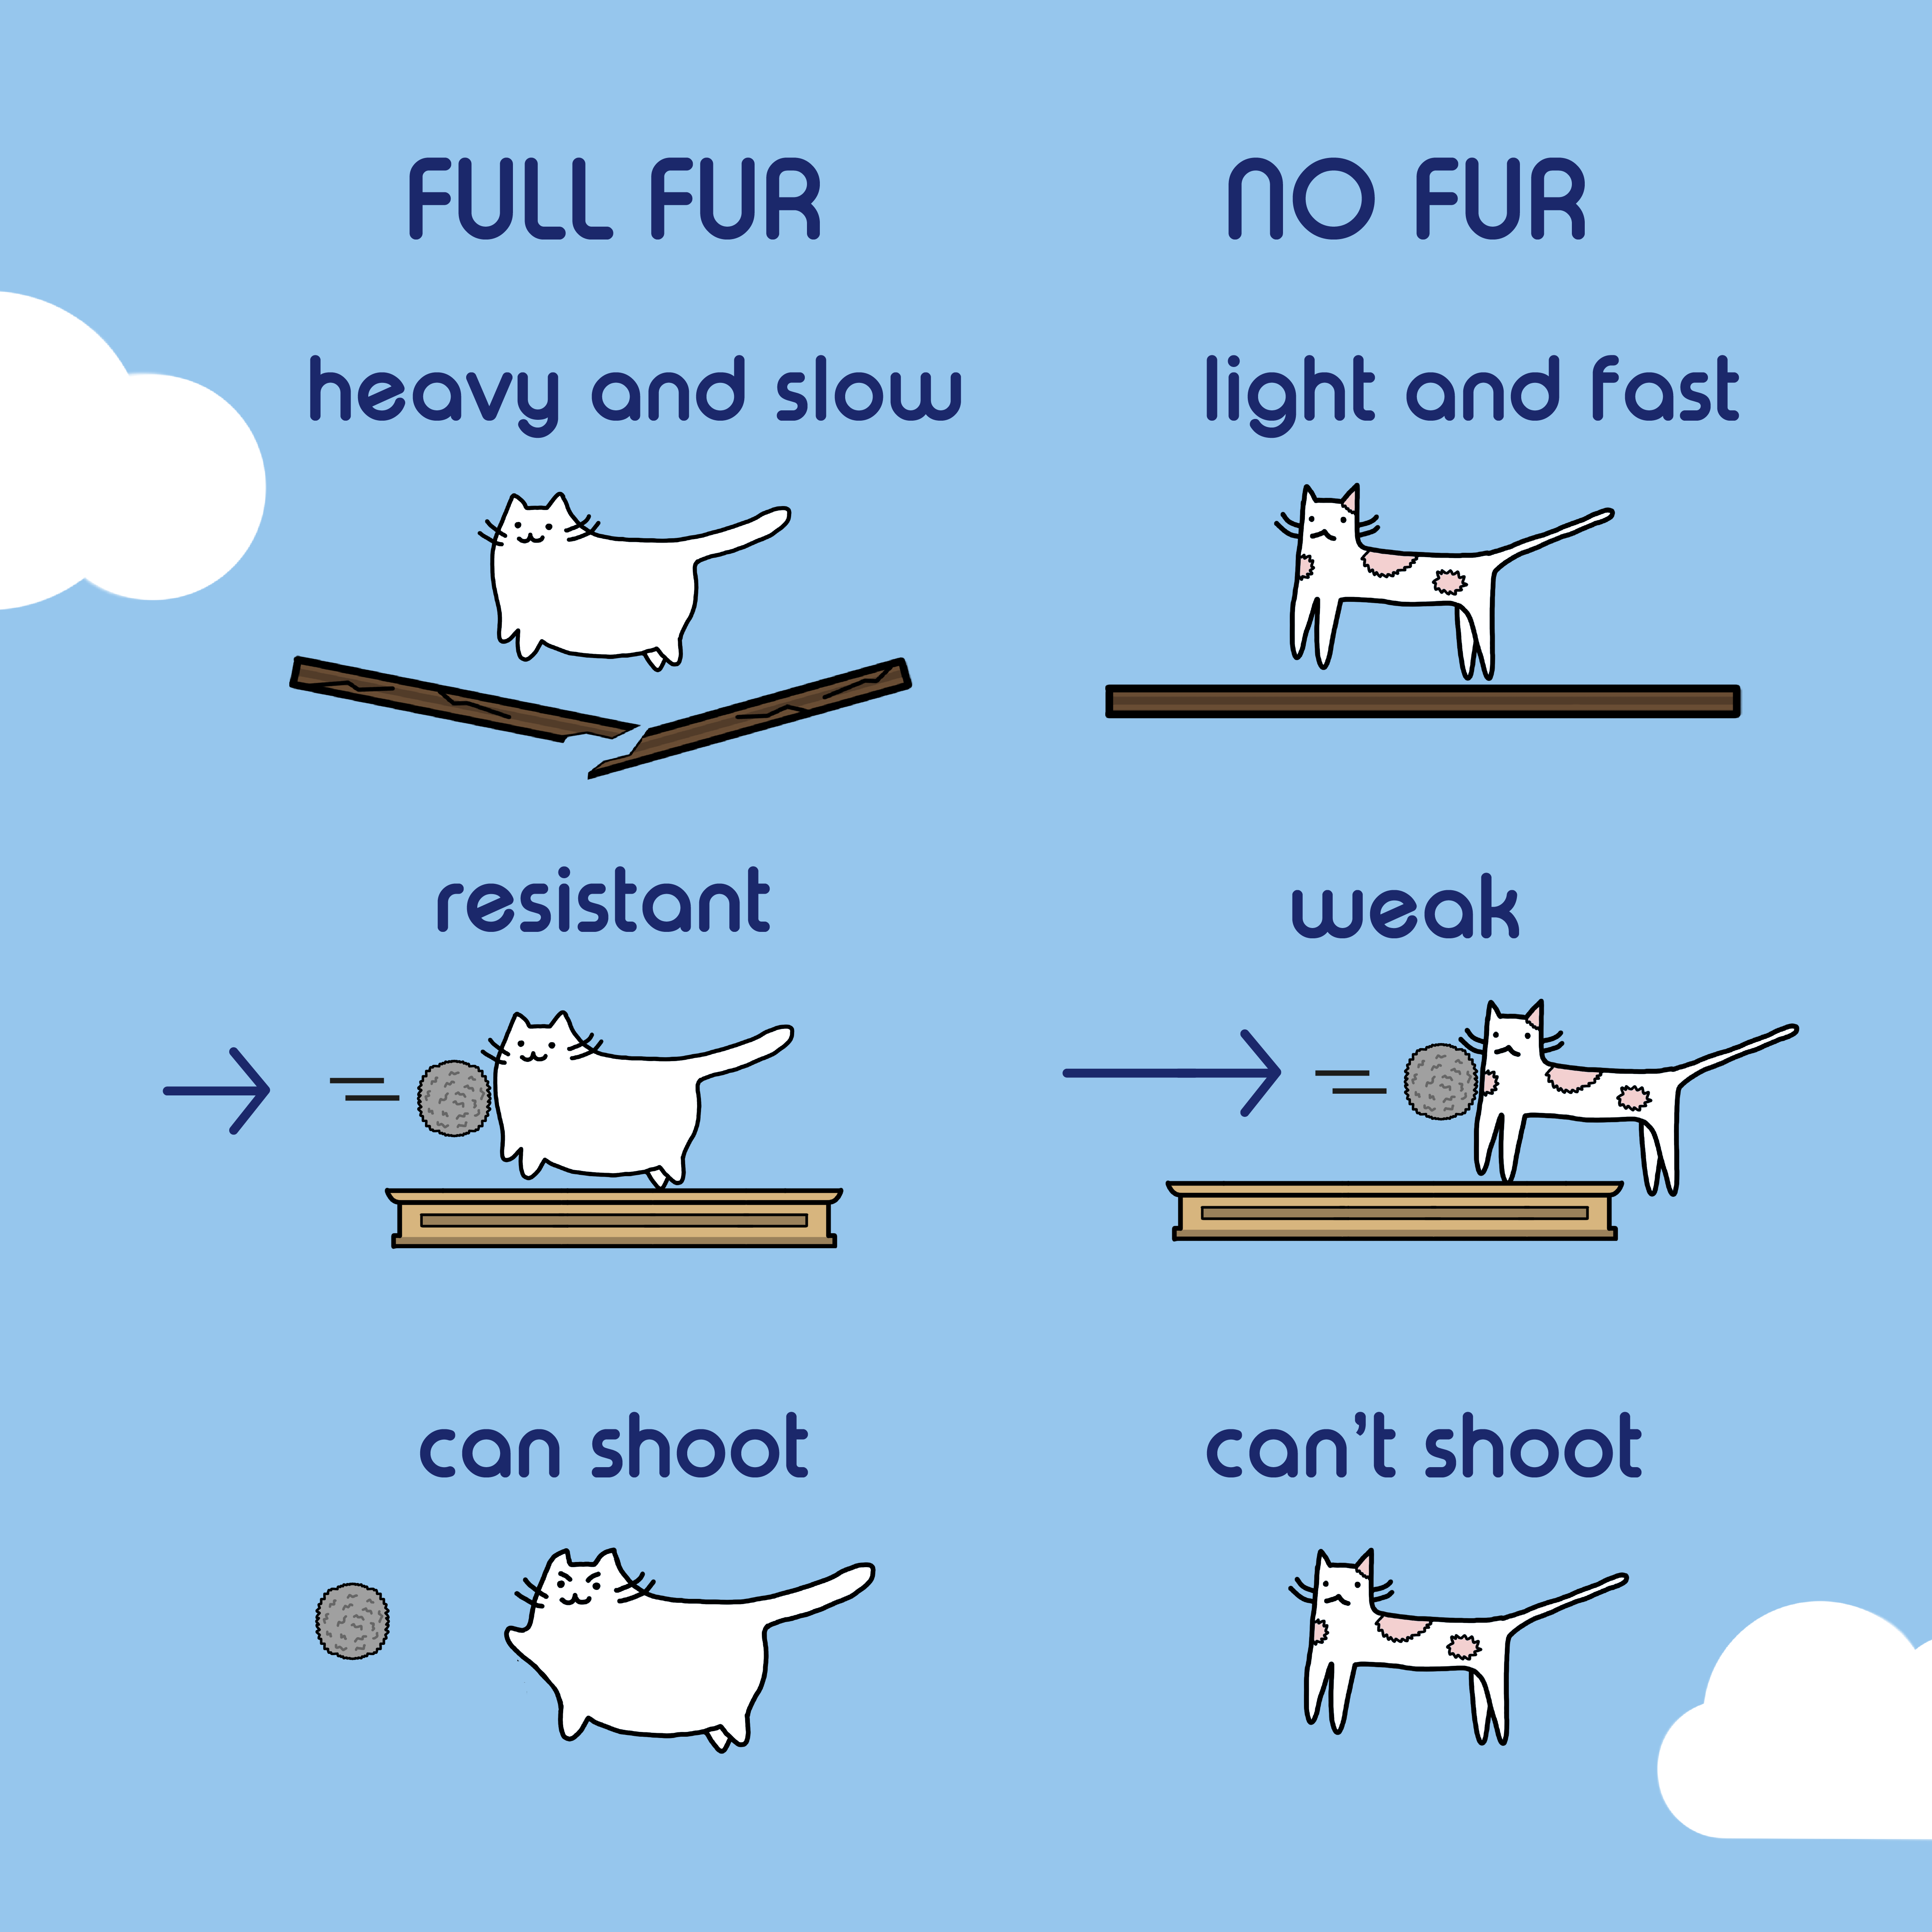 FULL FUR
NO FUR
heavy and slow
light and fast
resistant
weak
can shoot
can't shoot